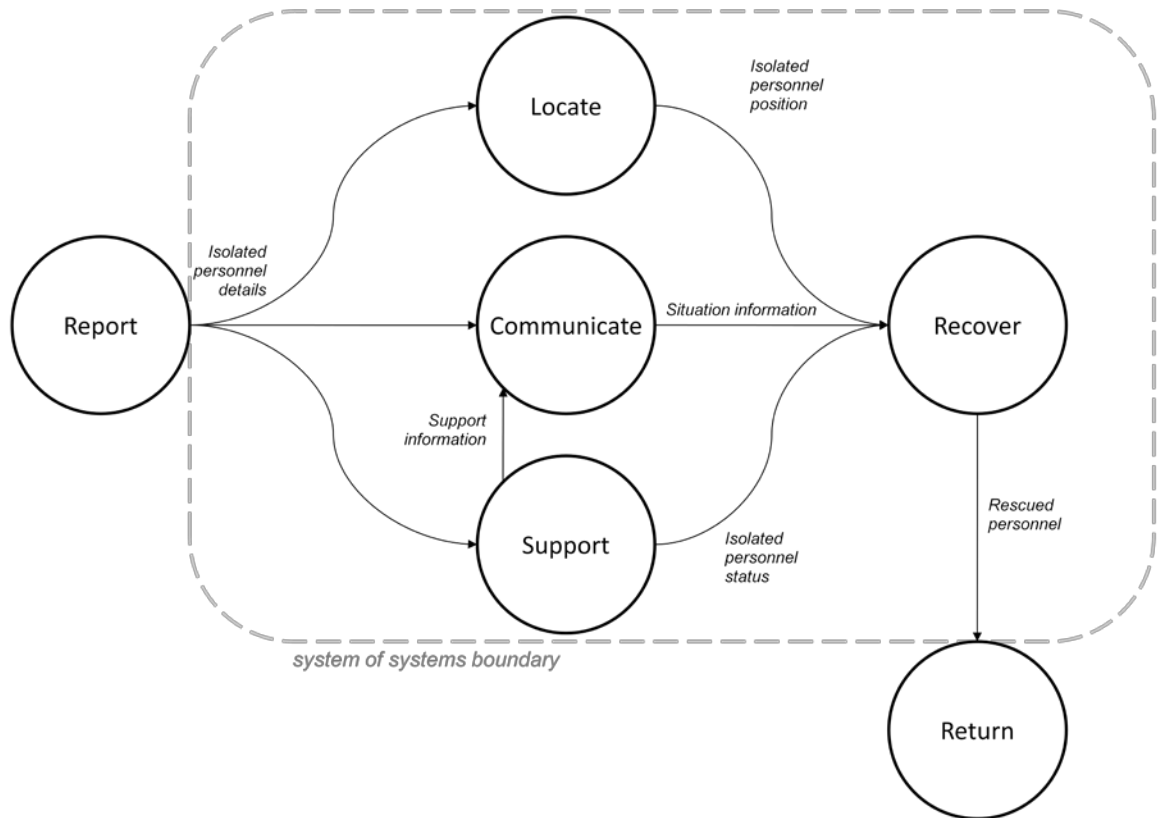 Locate
Isolated
personnel
position
Isolated
personnel
details
Report
Communicate
Situation information
Recover
Support
information
Support
Isolated
personnel
status
Rescued
personnel
system of systems boundary
Return